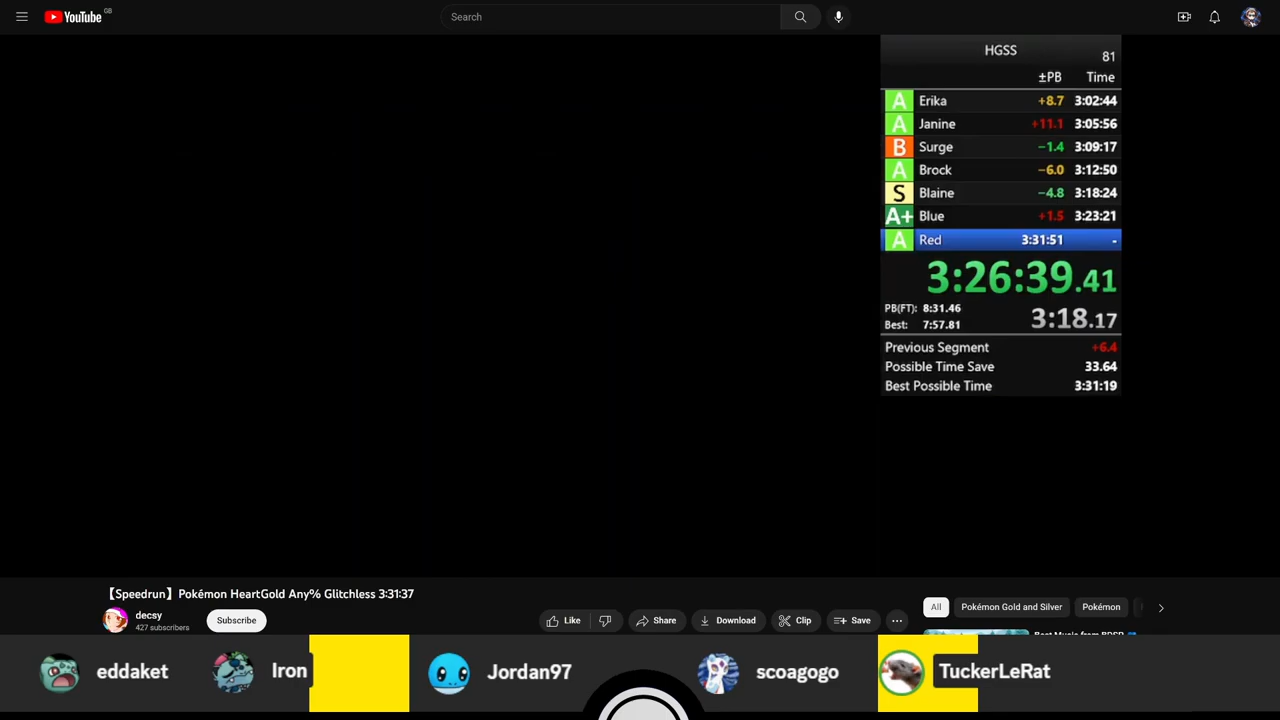 YouTube GB
Search
HGSS
81
±PB Time
A Erika +8.7 3:02:44
A Janine +11.1 3:05:56
B Surge -1.4 3:09:17
A Brock -6.0 3:12:50
S Blaine -4.8 3:18:24
A+ Blue +1.5 3:23:21
A Red 3:31:51 -
3:26:39.41
PB(FT): 8:31.46
Best: 7:57.81
3:18.17
Previous Segment +6.4
Possible Time Save 33.64
Best Possible Time 3:31:19
【Speedrun】Pokémon HeartGold Any% Glitchless 3:31:37
decsy
427 subscribers
Subscribe
Like Share Download Clip Save
All Pokémon Gold and Silver Pokémon
Best Music from BDSP
eddaket Iron Jordan97 scoagogo TuckerLeRat